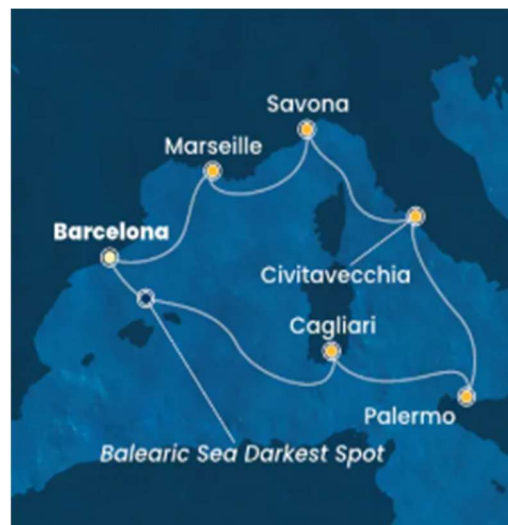 Savona
Marseille
Barcelona
Civitavecchia
Cagliari
Palermo
Balearic Sea Darkest Spot